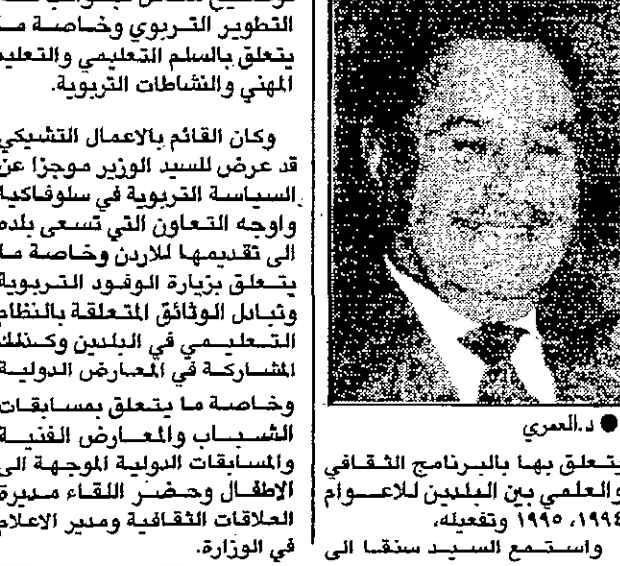 ● د.العمري
يتعلق بها بالبرنامج الثقافي
والعلمي بين البلدين للاعوام
١٩٩٤، ١٩٩٥ وتفعيله.
واستمع السيد سنقا الى
التطوير التربوي وخاصة ما
يتعلق بالسلم التعليمي والتعليم
المهني والنشاطات التربوية.
وكان القائم بالاعمال التشيكي
قد عرض للسيد الوزير موجزا عن
السياسة التربوية في سلوفاكية
واوجه التعاون التي تسعى بلده
الى تقديمها للاردن وخاصة ما
يتعلق بزيارة الوفود التربوية
وتبادل الوثائق المتعلقة بالنظام
التعليمي في البلدين وكذلك
المشاركة في المعارض الدولية
وخاصة ما يتعلق بمسابقات
الشباب والمعارض الفنية
والمسابقات الدولية الموجهة الى
الاطفال وحضر اللقاء مديرة
العلاقات الثقافية ومدير الاعلام
في الوزارة.